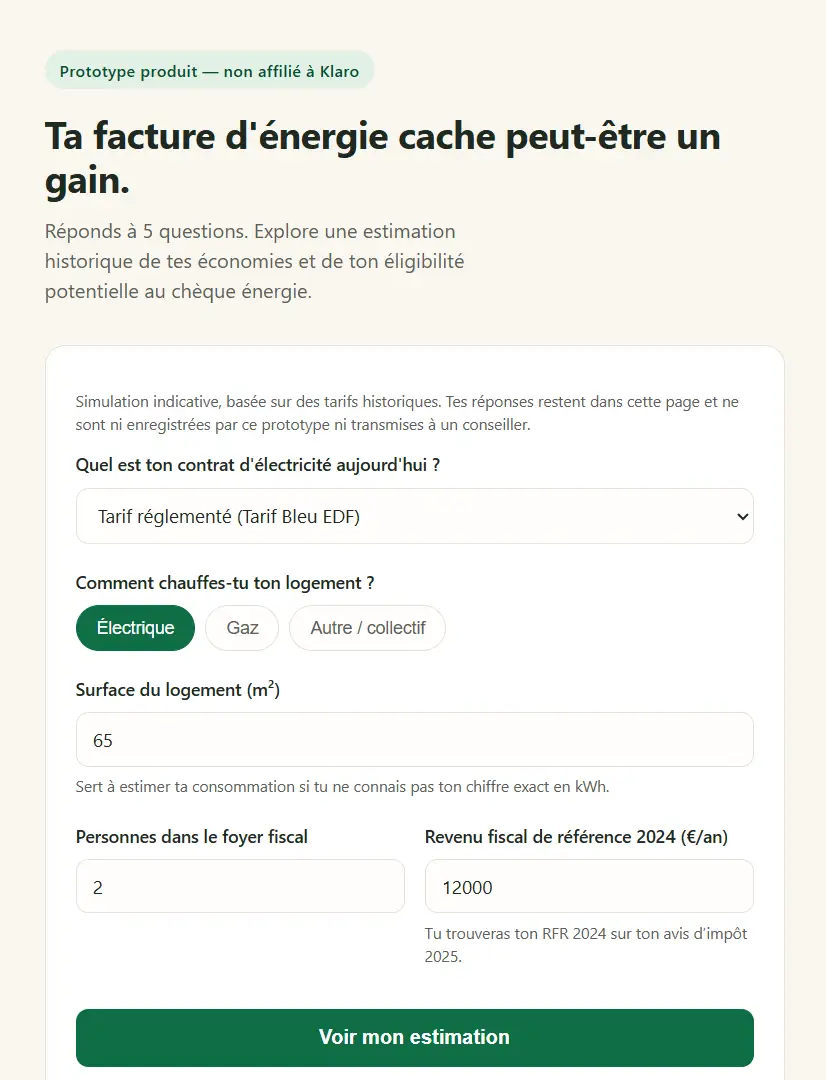 Prototype produit — non affilié à Klaro
Ta facture d'énergie cache peut-être un
gain.
Réponds à 5 questions. Explore une estimation
historique de tes économies et de ton éligibilité
potentielle au chèque énergie.
Simulation indicative, basée sur des tarifs historiques. Tes réponses restent dans cette page et ne
sont ni enregistrées par ce prototype ni transmises à un conseiller.
Quel est ton contrat d'électricité aujourd'hui ?
Tarif réglementé (Tarif Bleu EDF)
Comment chauffes-tu ton logement ?
Électrique Gaz Autre / collectif
Surface du logement (m²)
65
Sert à estimer ta consommation si tu ne connais pas ton chiffre exact en kWh.
Personnes dans le foyer fiscal Revenu fiscal de référence 2024 (€/an)
2 12000
Tu trouveras ton RFR 2024 sur ton avis d’impôt
2025.
Voir mon estimation